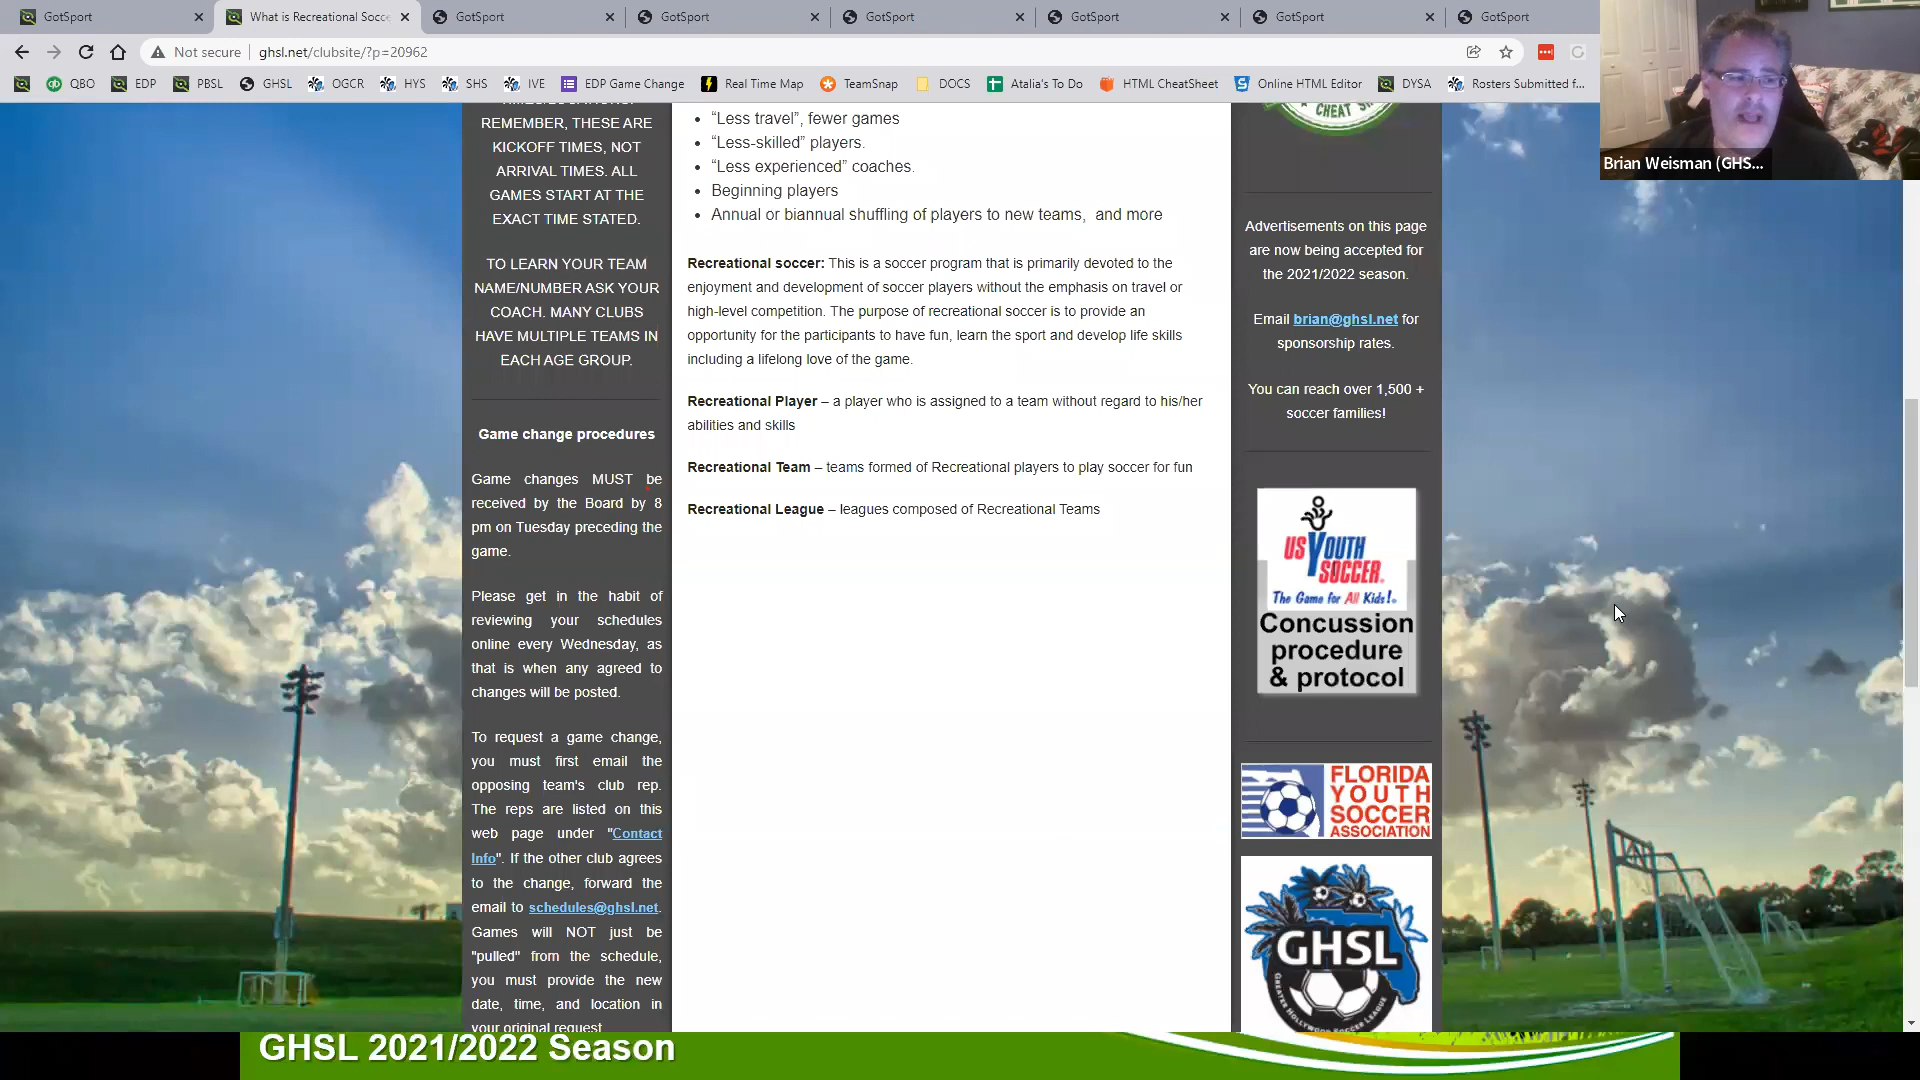 GotSport
What is Recreational Socce
GotSport
GotSport
GotSport
GotSport
GotSport
GotSport
Not secure
ghsl.net/clubsite/?p=20962
QBO
EDP
PBSL
GHSL
OGCR
HYS
SHS
IVE
EDP Game Change
Real Time Map
TeamSnap
DOCS
Atalia's To Do
HTML CheatSheet
Online HTML Editor
DYSA
Rosters Submitted f...
Brian Weisman (GHS...
REMEMBER, THESE ARE
KICKOFF TIMES, NOT
ARRIVAL TIMES. ALL
GAMES START AT THE
EXACT TIME STATED.
TO LEARN YOUR TEAM
NAME/NUMBER ASK YOUR
COACH. MANY CLUBS
HAVE MULTIPLE TEAMS IN
EACH AGE GROUP.
Game change procedures
Game changes MUST be
received by the Board by 8
pm on Tuesday preceding the
game.
Please get in the habit of
reviewing your schedules
online every Wednesday, as
that is when any agreed to
changes will be posted.
To request a game change,
you must first email the
opposing team's club rep.
The reps are listed on this
web page under "Contact
Info". If the other club agrees
to the change, forward the
email to schedules@ghsl.net.
Games will NOT just be
"pulled" from the schedule,
you must provide the new
date, time, and location in
your original request
“Less travel”, fewer games
“Less-skilled” players.
“Less experienced” coaches.
Beginning players
Annual or biannual shuffling of players to new teams, and more
Recreational soccer: This is a soccer program that is primarily devoted to the
enjoyment and development of soccer players without the emphasis on travel or
high-level competition. The purpose of recreational soccer is to provide an
opportunity for the participants to have fun, learn the sport and develop life skills
including a lifelong love of the game.
Recreational Player – a player who is assigned to a team without regard to his/her
abilities and skills
Recreational Team – teams formed of Recreational players to play soccer for fun
Recreational League – leagues composed of Recreational Teams
CHEAT
Advertisements on this page
are now being accepted for
the 2021/2022 season.
Email brian@ghsl.net for
sponsorship rates.
You can reach over 1,500 +
soccer families!
US YOUTH
SOCCER
The Game for All Kids!®
Concussion
procedure
& protocol
FLORIDA
YOUTH
SOCCER
ASSOCIATION
GHSL
GREATER HOLLYWOOD SOCCER LEAGUE
GHSL 2021/2022 Season